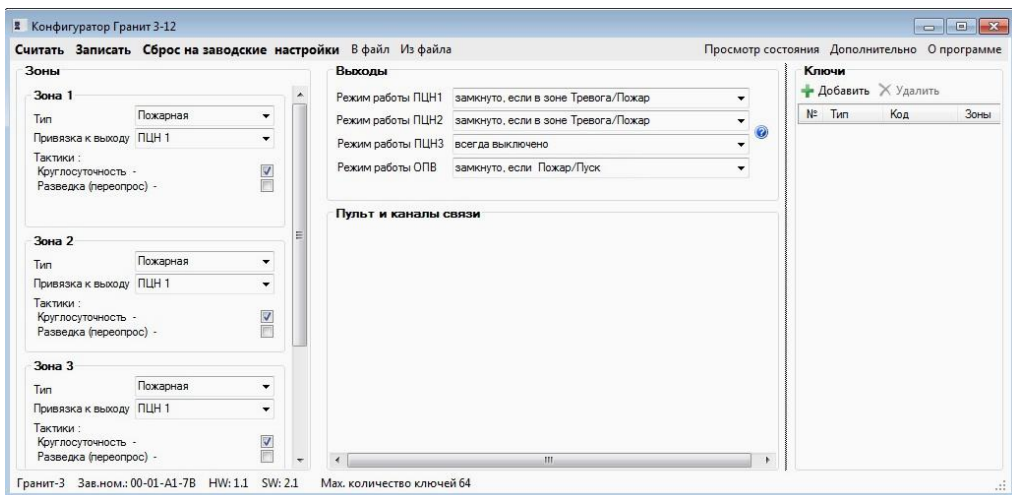 Конфигуратор Гранит 3-12
Считать Записать Сброс на заводские настройки В файл Из файла Просмотр состояния Дополнительно О программе
Зоны
Зона 1
Тип Пожарная
Привязка к выходу ПЦН 1
Тактики :
Круглосуточность -
Разведка (переопрос) -
Зона 2
Тип Пожарная
Привязка к выходу ПЦН 1
Тактики :
Круглосуточность -
Разведка (переопрос) -
Зона 3
Тип Пожарная
Привязка к выходу ПЦН 1
Тактики :
Круглосуточность -
Разведка (переопрос) -
Выходы
Режим работы ПЦН1 замкнуто, если в зоне Тревога/Пожар
Режим работы ПЦН2 замкнуто, если в зоне Тревога/Пожар
Режим работы ПЦН3 всегда выключено
Режим работы ОПВ замкнуто, если Пожар/Пуск
Пульт и каналы связи
Ключи
Добавить Удалить
№ Тип Код Зоны
Гранит-3 Зав.ном.: 00-01-A1-7B HW: 1.1 SW: 2.1 Мах. количество ключей 64